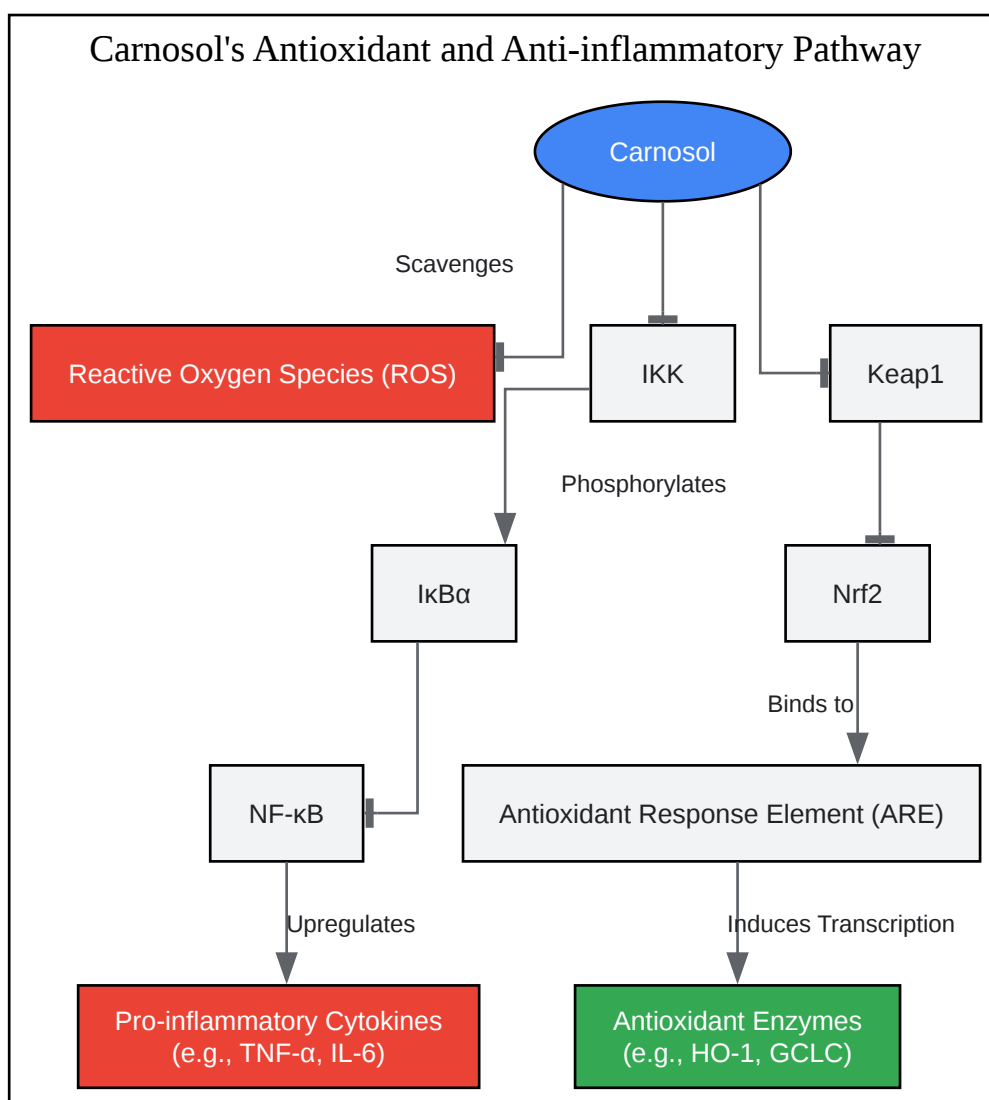 Carnosol's Antioxidant and Anti-inflammatory Pathway
Carnosol
Scavenges
Reactive Oxygen Species (ROS)
IKK
Keap1
Phosphorylates
IκBα
Nrf2
Binds to
NF-κB
Antioxidant Response Element (ARE)
Upregulates
Induces Transcription
Pro-inflammatory Cytokines
(e.g., TNF-α, IL-6)
Antioxidant Enzymes
(e.g., HO-1, GCLC)